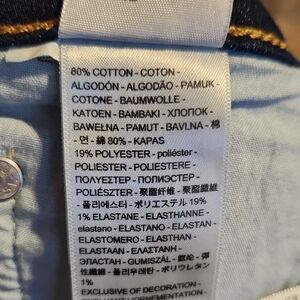 80% COTTON - COTON -
ALGODÓN - ALGODÃO - PAMUK -
COTONE - BAUMWOLLE -
KATOEN - BAMBAKI - ХЛОПОК -
BAWEŁNA - PAMUT - BAVLNA - 棉
- 면 - 綿 80% - KAPAS
19% POLYESTER - poliéster -
POLIESTER - POLIESTERE -
ΠΟΛΥΕΣΤΕΡ - ПОЛИЭСТЕР -
POLIÉSZTER - 聚酯纤维 - 聚酯纖維
- 폴리에스터 - ポリエステル 19%
1% ELASTANE - ELASTHANNE -
elastano - ELASTANO - ELASTAN -
ELASTOMERO - ELASTHAN -
ELASTAAN - ΕΛΑΣΤΑΝΗ -
ЭЛАСТАН - GUMISZÁL - 氨纶 - 彈
性纖維 - 폴리우레탄 - ポリウレタン
1%
EXCLUSIVE OF DECORATION -